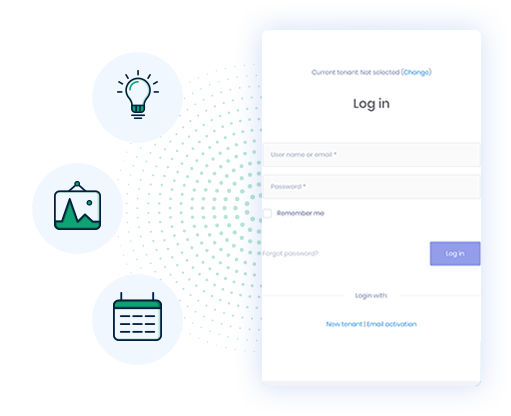 Current tenant: Not selected (Change)
Log in
User name or email *
Password *
Remember me
Forgot password?
Log in
Login with:
New tenant | Email activation